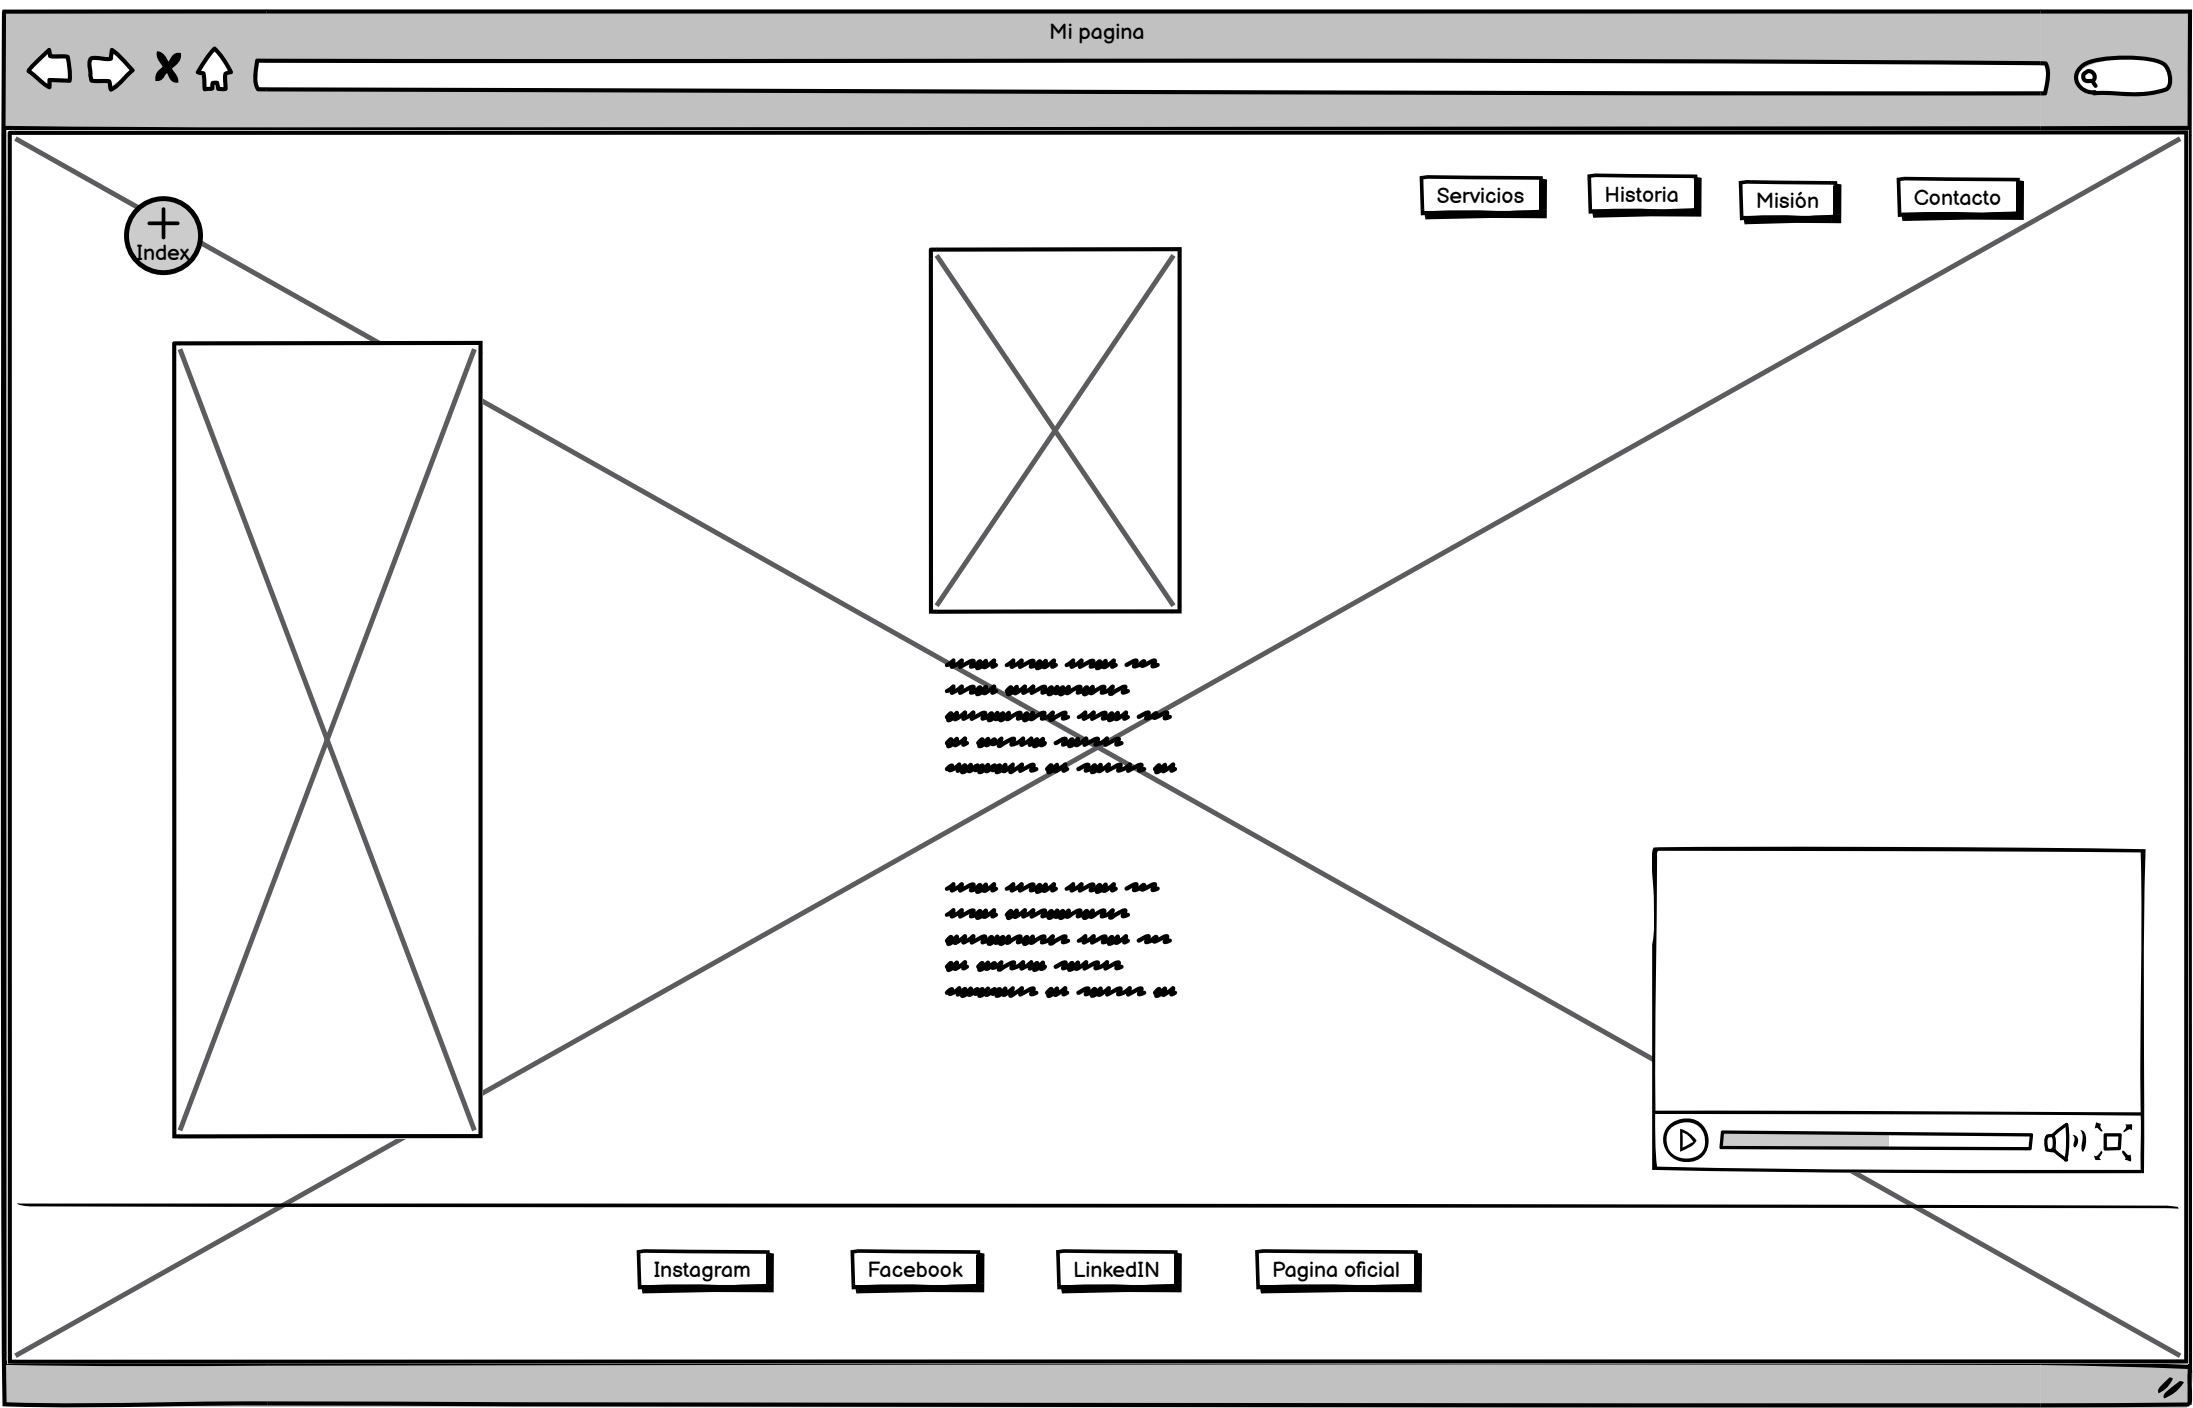 Mi pagina
Servicios
Historia
Misión
Contacto
Index
Instagram
Facebook
LinkedIN
Pagina oficial